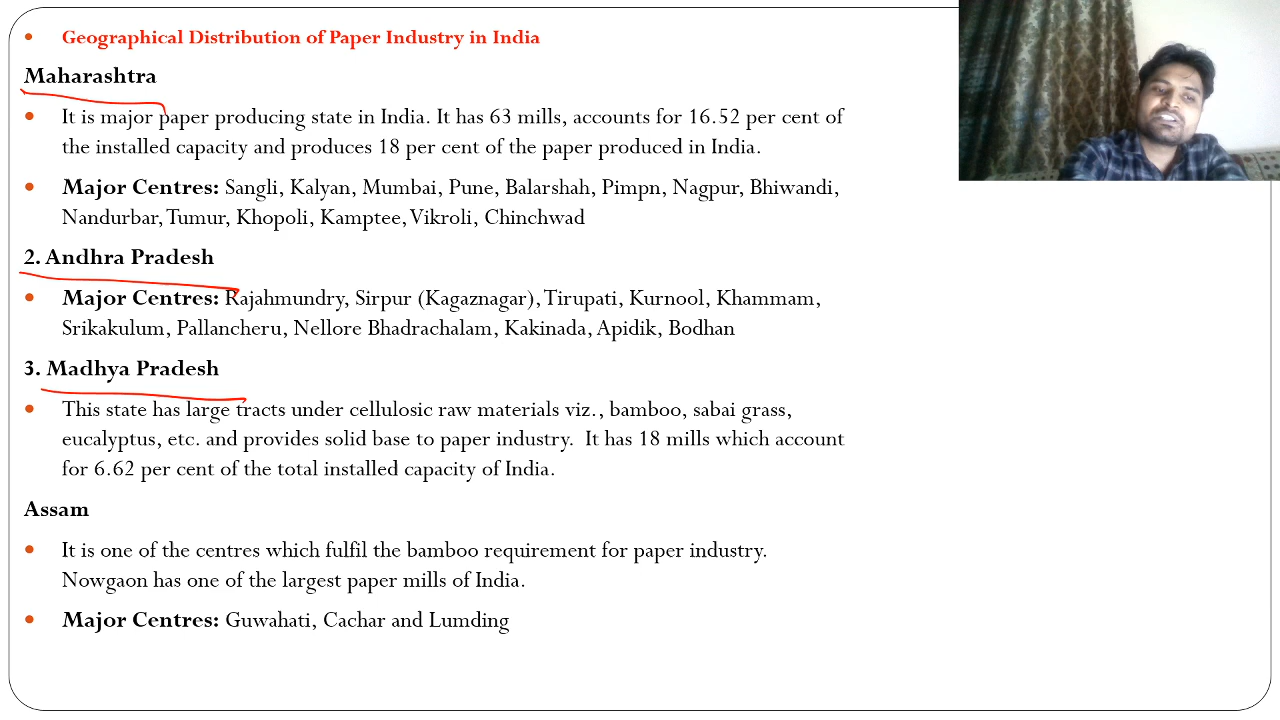 Geographical Distribution of Paper Industry in India
Maharashtra
It is major paper producing state in India. It has 63 mills, accounts for 16.52 per cent of
the installed capacity and produces 18 per cent of the paper produced in India.
Major Centres: Sangli, Kalyan, Mumbai, Pune, Balarshah, Pimpn, Nagpur, Bhiwandi,
Nandurbar, Tumur, Khopoli, Kamptee, Vikroli, Chinchwad
2. Andhra Pradesh
Major Centres: Rajahmundry, Sirpur (Kagaznagar), Tirupati, Kurnool, Khammam,
Srikakulum, Pallancheru, Nellore Bhadrachalam, Kakinada, Apidik, Bodhan
3. Madhya Pradesh
This state has large tracts under cellulosic raw materials viz., bamboo, sabai grass,
eucalyptus, etc. and provides solid base to paper industry. It has 18 mills which account
for 6.62 per cent of the total installed capacity of India.
Assam
It is one of the centres which fulfil the bamboo requirement for paper industry.
Nowgaon has one of the largest paper mills of India.
Major Centres: Guwahati, Cachar and Lumding